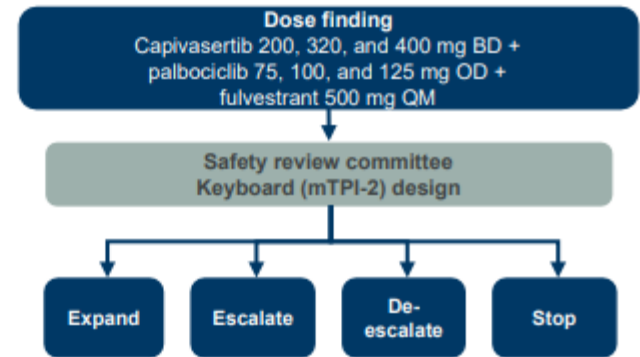 Dose finding
Capivasertib 200, 320, and 400 mg BD +
palbociclib 75, 100, and 125 mg OD +
fulvestrant 500 mg QM
Safety review committee
Keyboard (mTPI-2) design
Expand
Escalate
De-
escalate
Stop